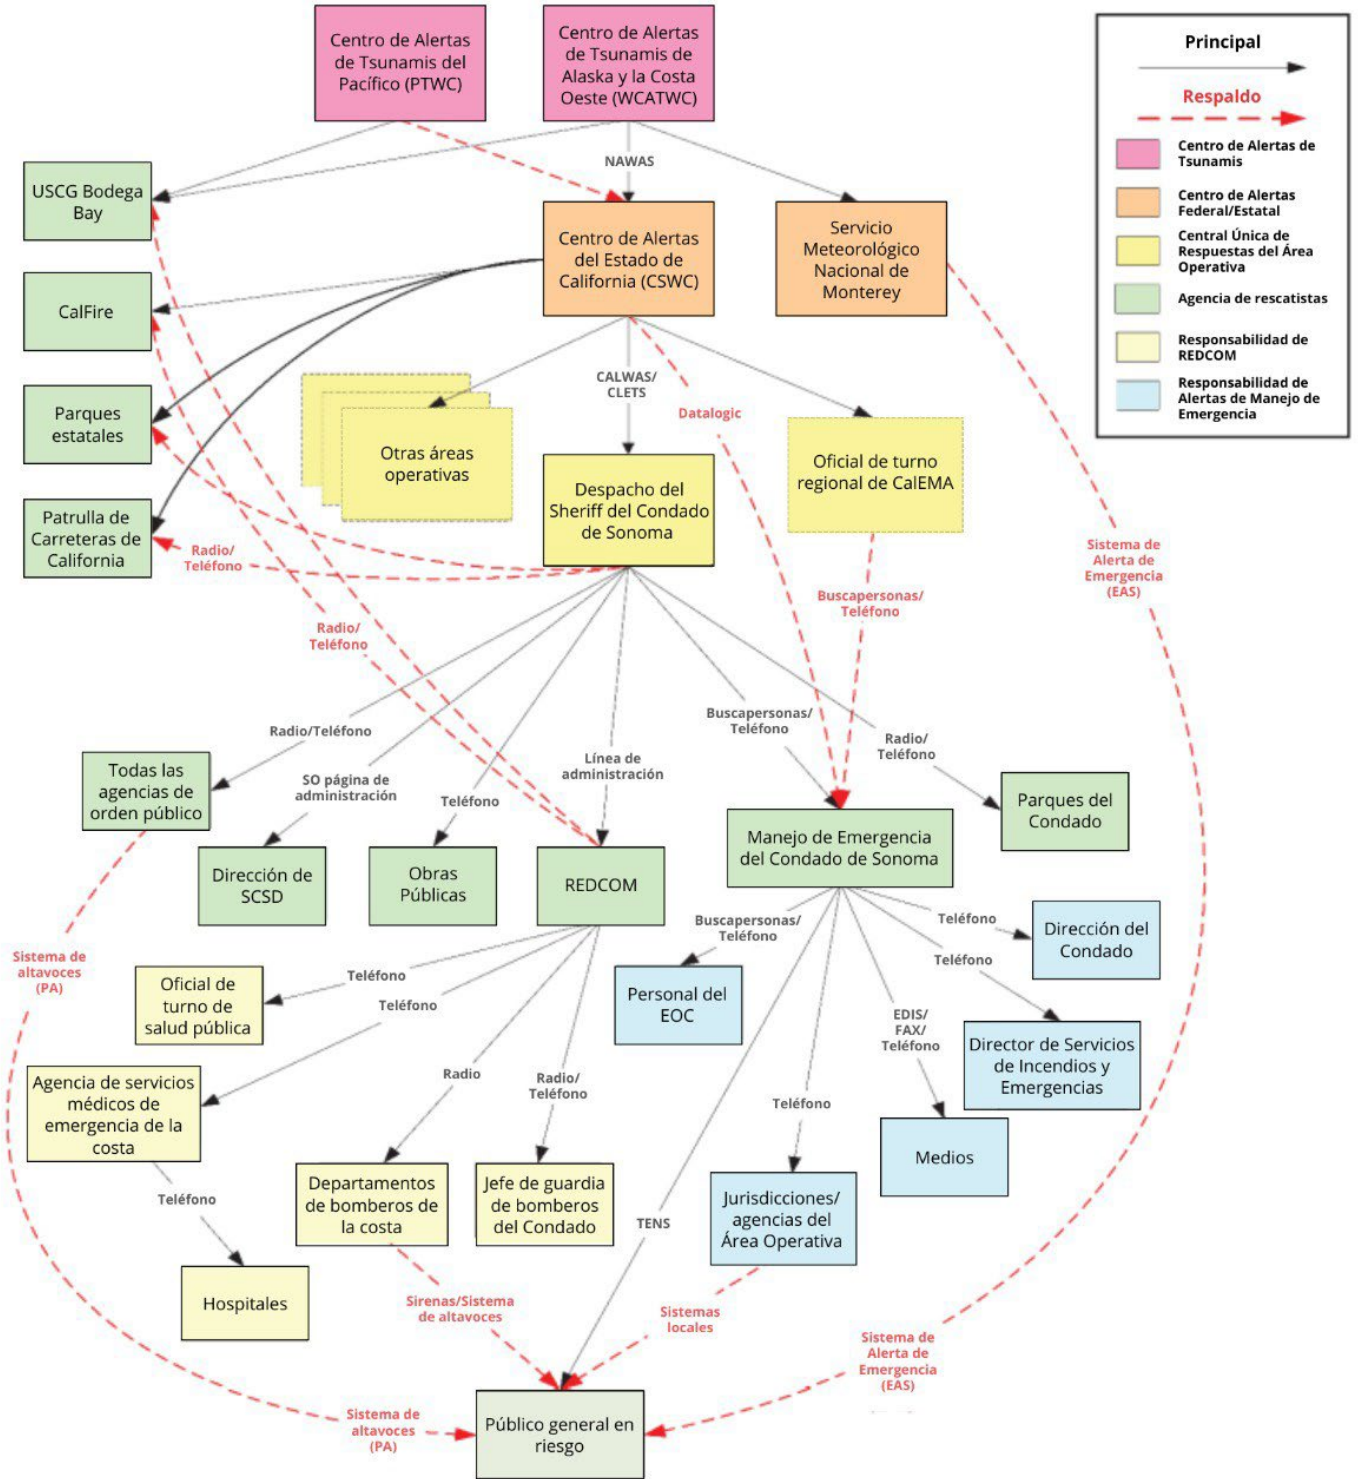 Centro de Alertas
de Tsunamis del
Pacífico (PTWC)
Centro de Alertas
de Tsunamis de
Alaska y la Costa
Oeste (WCATWC)
Principal
Respaldo
Centro de Alertas de
Tsunamis
Centro de Alertas
Federal/Estatal
Central Única de
Respuestas del Área
Operativa
Agencia de rescatistas
Responsabilidad de
REDCOM
Responsabilidad de
Alertas de Manejo de
Emergencia
NAWAS
USCG Bodega
Bay
Centro de Alertas
del Estado de
California (CSWC)
Servicio
Meteorológico
Nacional de
Monterey
CalFire
Parques
estatales
Patrulla de
Carreteras de
California
CALWAS/
CLETS
Datalogic
Otras áreas
operativas
Despacho del
Sheriff del Condado
de Sonoma
Oficial de turno
regional de CalEMA
Radio/
Teléfono
Sistema de
Alerta de
Emergencia
(EAS)
Buscapersonas/
Teléfono
Radio/
Teléfono
Radio/Teléfono
SO página de
administración
Teléfono
Línea de
administración
Buscapersonas/
Teléfono
Radio/
Teléfono
Todas las
agencias de
orden público
Dirección de
SCSD
Obras
Públicas
REDCOM
Manejo de Emergencia
del Condado de Sonoma
Parques del
Condado
Sistema de
altavoces
(PA)
Teléfono
Teléfono
Radio
Radio/
Teléfono
Buscapersonas/
Teléfono
Teléfono
Teléfono
EDIS/
FAX/
Teléfono
Teléfono
TENS
Oficial de
turno de
salud pública
Personal del
EOC
Dirección del
Condado
Director de Servicios
de Incendios y
Emergencias
Agencia de servicios
médicos de
emergencia de la
costa
Teléfono
Departamentos
de bomberos de
la costa
Jefe de guardia
de bomberos
del Condado
Jurisdicciones/
agencias del
Área Operativa
Medios
Hospitales
Sirenas/Sistema
de altavoces
Sistemas
locales
Sistema de
Alerta de
Emergencia
(EAS)
Sistema de
altavoces
(PA)
Público general en
riesgo